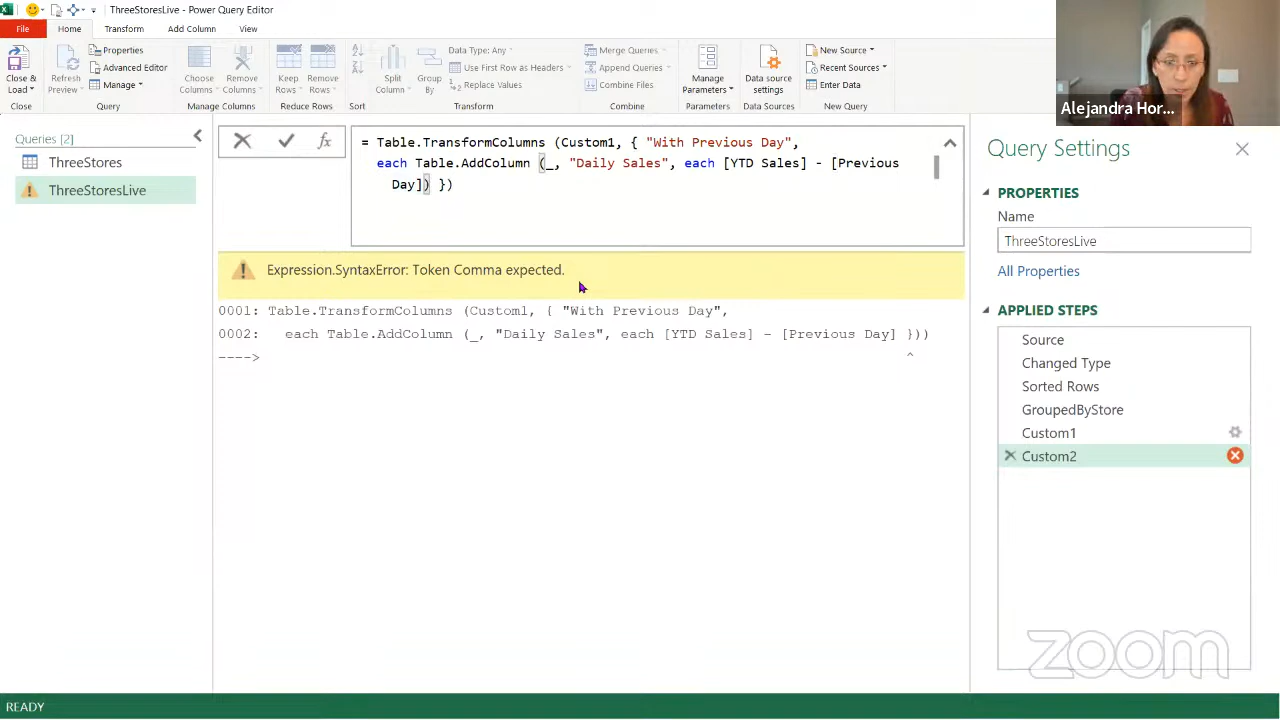 ThreeStoresLive - Power Query Editor
File
Home
Transform
Add Column
View
Close &
Load
Close
Refresh
Preview
Properties
Advanced Editor
Manage
Query
Choose
Columns
Remove
Columns
Manage Columns
Keep
Rows
Remove
Rows
Reduce Rows
Sort
Split
Column
Group
By
Data Type: Any
Use First Row as Headers
Replace Values
Transform
Merge Queries
Append Queries
Combine Files
Combine
Manage
Parameters
Parameters
Data source
settings
Data Sources
New Source
Recent Sources
Enter Data
New Query
Alejandra Hor...
Queries [2]
ThreeStores
ThreeStoresLive
fx
= Table.TransformColumns (Custom1, { "With Previous Day",
each Table.AddColumn (_, "Daily Sales", each [YTD Sales] - [Previous
Day]) })
Expression.SyntaxError: Token Comma expected.
0001: Table.TransformColumns (Custom1, { "With Previous Day",
0002: each Table.AddColumn (_, "Daily Sales", each [YTD Sales] - [Previous Day] }))
----> ^
Query Settings
PROPERTIES
Name
ThreeStoresLive
All Properties
APPLIED STEPS
Source
Changed Type
Sorted Rows
GroupedByStore
Custom1
Custom2
zoom
READY